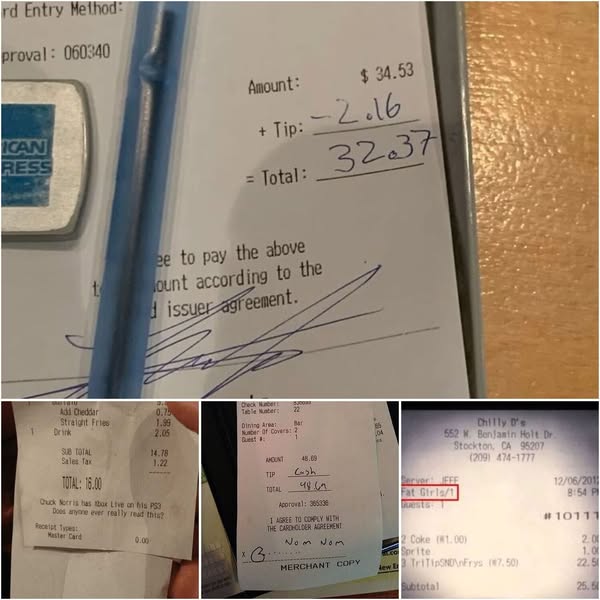 rd Entry Method:
proval: 060340
Amount: $ 34.53
+ Tip: -2.16
= Total: 32.37
ICAN
RESS
ee to pay the above
ount according to the
d issuer agreement.
Add Cheddar 0.75
Straight Fries 1.99
1 Drink 2.05
SUB TOTAL 14.78
Sales Tax 1.22
TOTAL: 16.00
Chuck Norris has Xbox Live on his PS3
Does anyone ever really read this?
Receipt Types:
Master Card 0.00
Check Number:
Table Number: 22
Dining Area: Bar
Number Of Covers: 2
Guest #: 1
AMOUNT 48.69
TIP Cash
TOTAL 48.69
Approval: 365336
I AGREE TO COMPLY WITH
THE CARDHOLDER AGREEMENT
Nom Nom
x
MERCHANT COPY
Chilly D's
552 W. Benjamin Holt Dr.
Stockton, CA 95207
(209) 474-1777
Server: JEFF 12/06/2012
Fat Girls/1 8:54 P
Guests: 1
#10111
2 Coke (@1.00) 2.00
Sprite 1.00
3 TriTipSND\nFrys (@7.50) 22.50
Subtotal 25.50